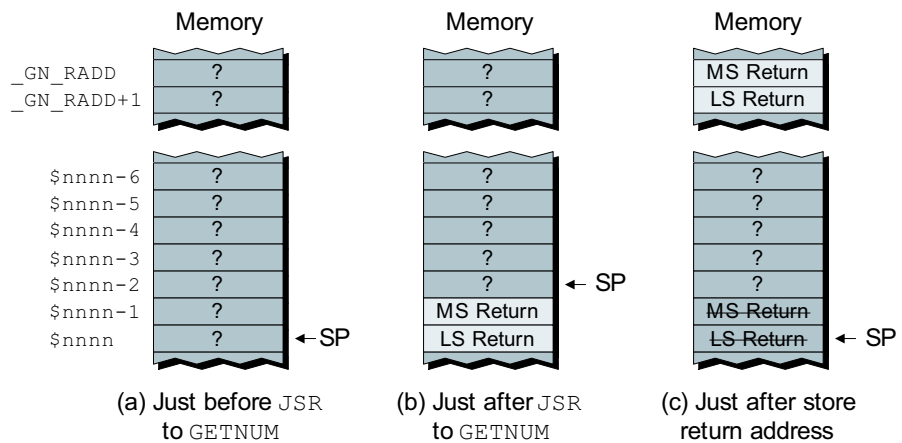 Memory
Memory
Memory
_GN_RADD ? ? MS Return
_GN_RADD+1 ? ? LS Return
$nnnn-6 ? ? ?
$nnnn-5 ? ? ?
$nnnn-4 ? ? ?
$nnnn-3 ? ? ?
$nnnn-2 ? ? ← SP ?
$nnnn-1 ? MS Return MS Return
$nnnn ? ← SP LS Return LS Return ← SP
(a) Just before JSR
to GETNUM
(b) Just after JSR
to GETNUM
(c) Just after store
return address